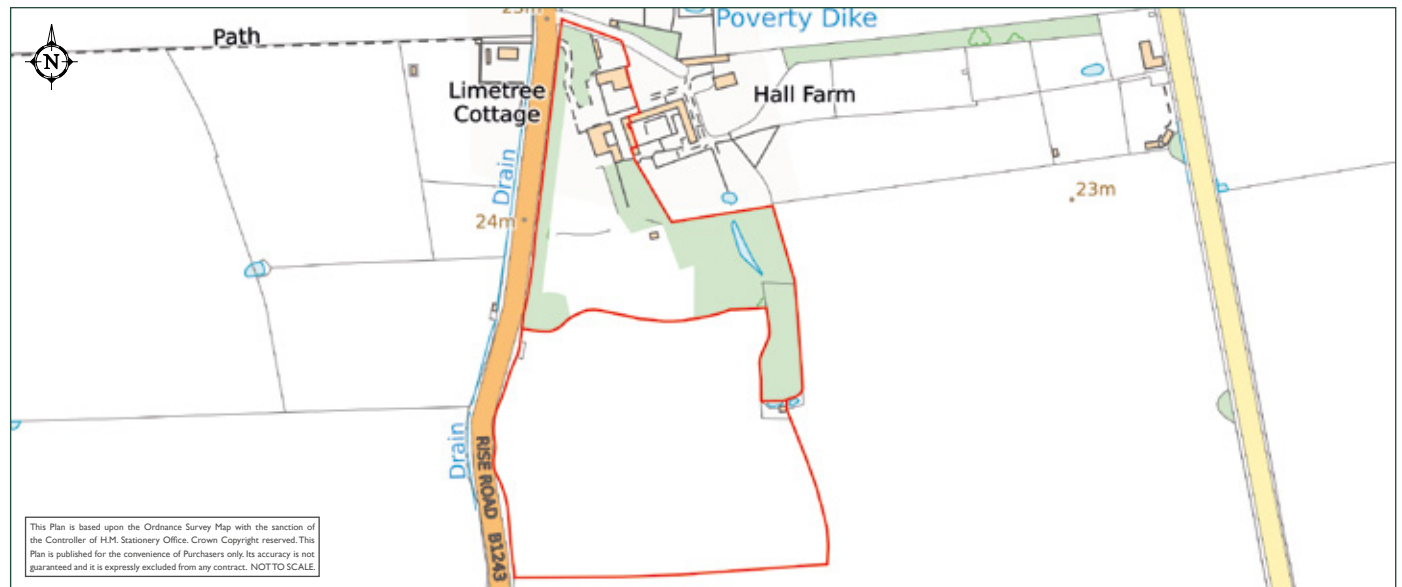 23m
Poverty Dike
Path
N
Limetree
Cottage
Hall Farm
Drain
23m
24m
Drain
RISE ROAD B1243
This Plan is based upon the Ordnance Survey Map with the sanction of
the Controller of H.M. Stationery Office. Crown Copyright reserved. This
Plan is published for the convenience of Purchasers only. Its accuracy is not
guaranteed and it is expressly excluded from any contract. NOT TO SCALE.